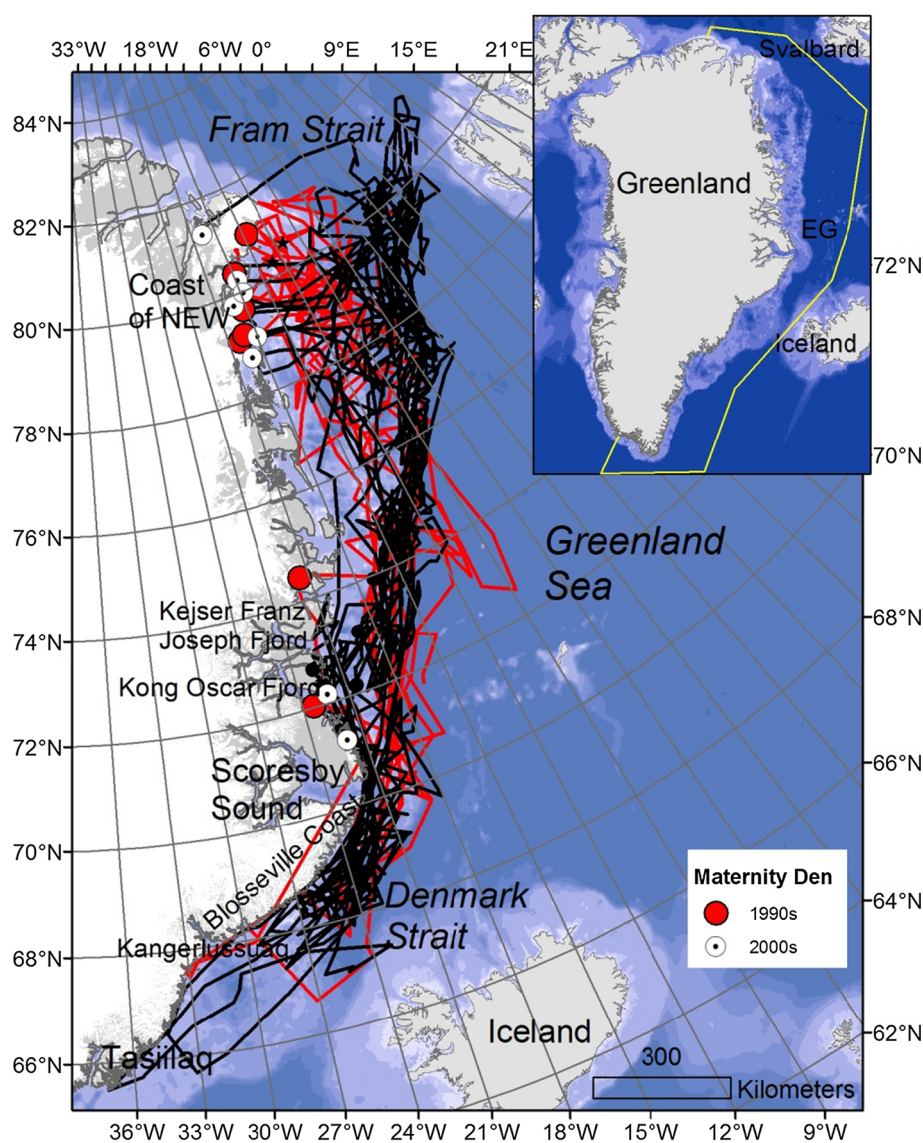 33°W
15°W
6°W
0°
9°E
15°E
21°E
84°N
82°N
80°N
78°N
76°N
74°N
72°N
70°N
68°N
66°N
Fram Strait
Coast
of NEW
Kejser Franz
Joseph Fjord
Kong Oscar Fjord
Scoresby
Sound
Blosseville Coast
Kangerlussuaq
Tasiilaq
Greenland
Sea
Denmark
Strait
Iceland
Svalbard
Greenland
EG
Iceland
72°N
70°N
68°N
66°N
64°N
62°N
Maternity Den
1990s
2000s
300
Kilometers
36°W
33°W
30°W
27°W
24°W
21°W
18°W
15°W
12°W
9°W